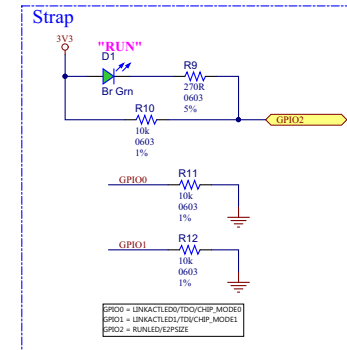 Strap
3V3
"RUN"
D1
Br Grn
R9
270R
0603
5%
R10
10k
0603
1%
GPIO2
GPIO0
R11
10k
0603
1%
GPIO1
R12
10k
0603
1%
GPIO0 = LINKACTLED0/TDO/CHIP_MODE0
GPIO1 = LINKACTLED1/TDI/CHIP_MODE1
GPIO2 = RUNLED/E2PSIZE